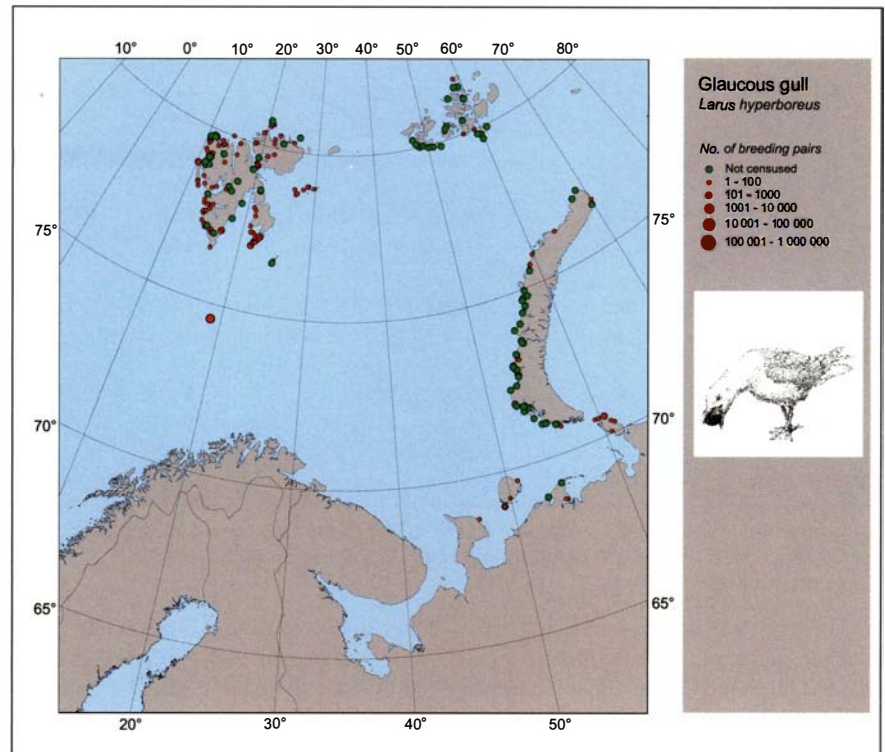 10° 0° 10° 20° 30° 40° 50° 60° 70° 80°
75° 75°
70° 70°
65° 65°
20° 30° 40° 50°
Glaucous gull
Larus hyperboreus
No. of breeding pairs
Not censused
1 - 100
101 - 1000
1001 - 10 000
10 001 - 100 000
100 001 - 1 000 000